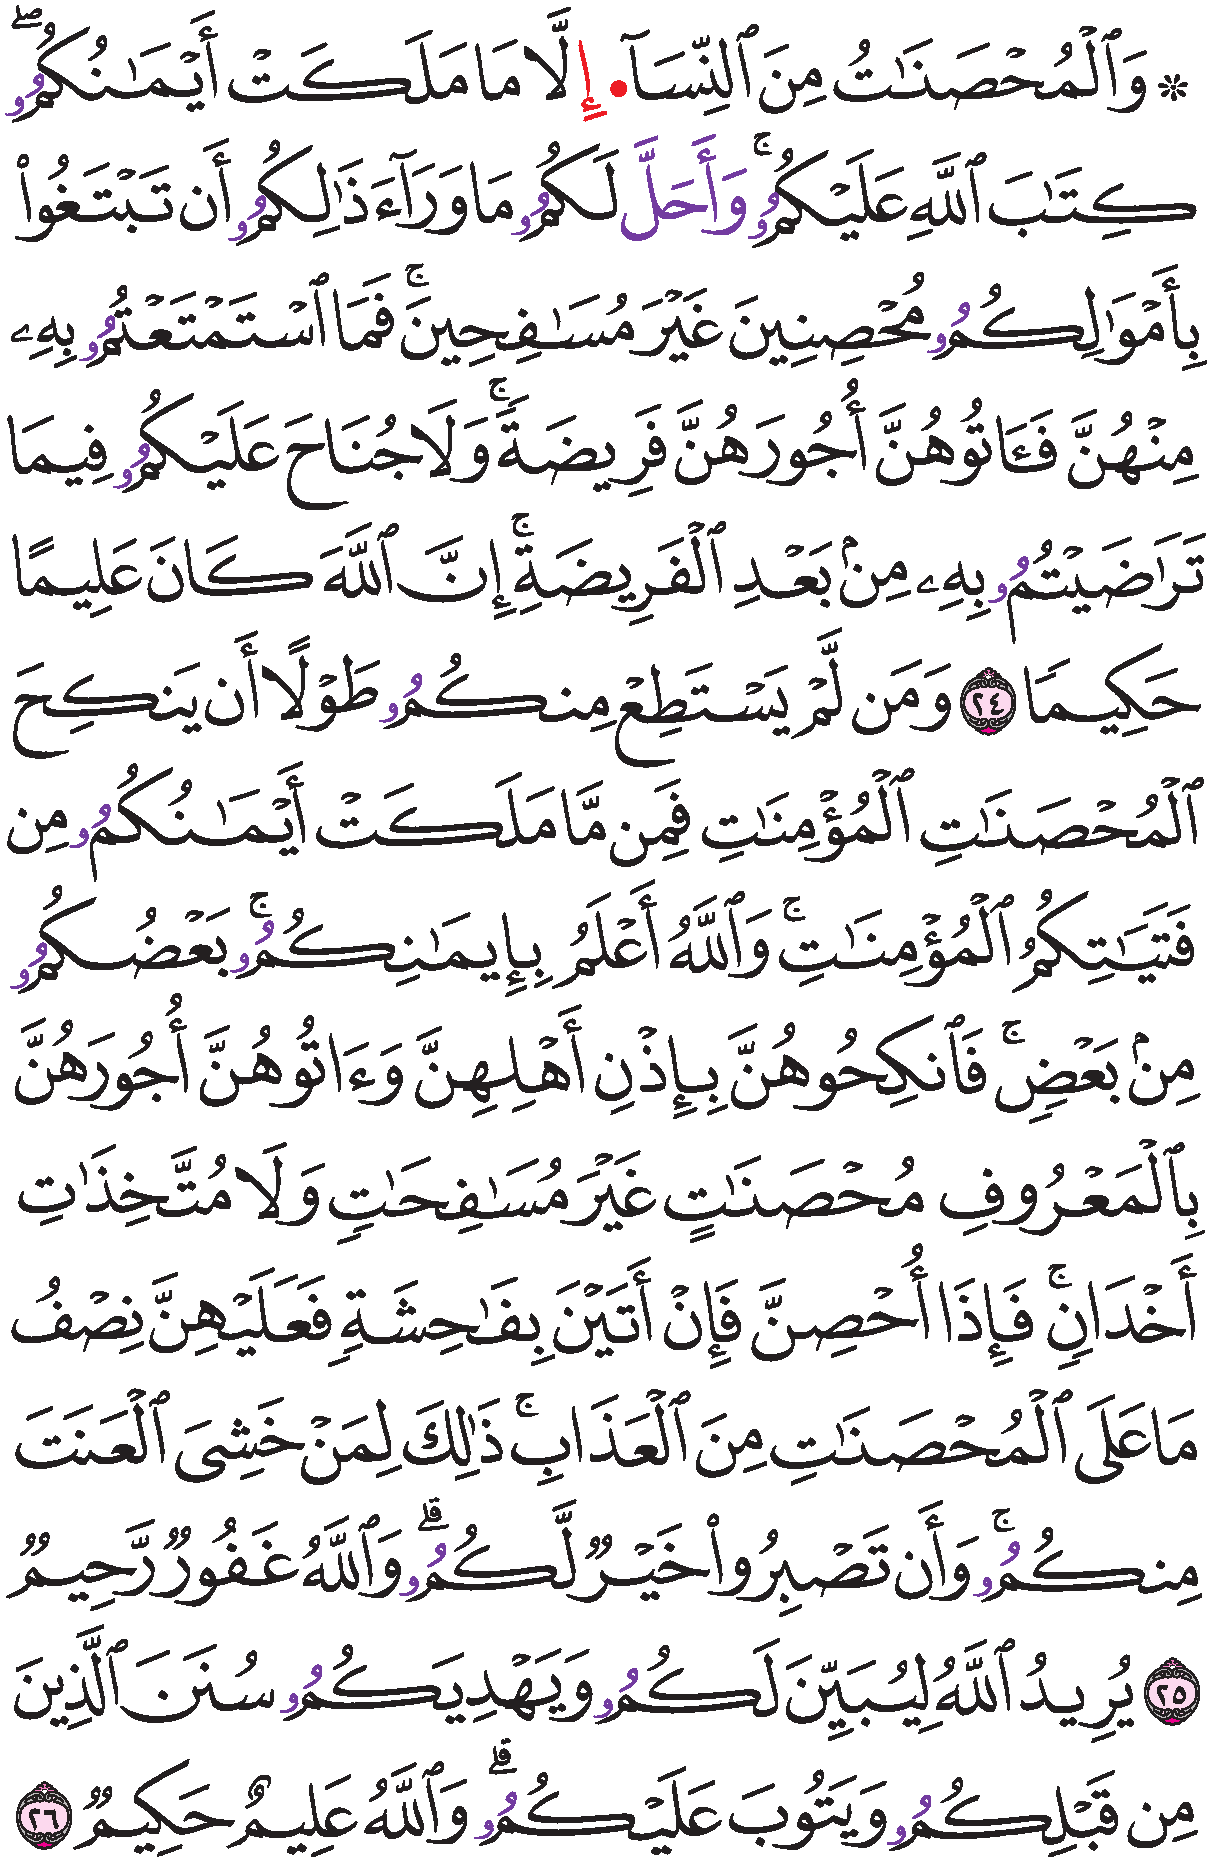 ۞ وَٱلْمُحْصَنَٰتُ مِنَ ٱلنِّسَآ• إِلَّا مَا مَلَكَتْ أَيْمَٰنُكُمُۥۖ
كِتَٰبَ ٱللَّهِ عَلَيْكُمُۥۚ وَأَحَلَّ لَكُمُۥ مَا وَرَآءَ ذَٰلِكُمُۥ أَن تَبْتَغُوا۟
بِأَمْوَٰلِكُمُۥ مُحْصِنِينَ غَيْرَ مُسَٰفِحِينَۚ فَمَا ٱسْتَمْتَعْتُمُۥ بِهِۦ
مِنْهُنَّ فَـَٔاتُوهُنَّ أُجُورَهُنَّ فَرِيضَةًۚ وَلَا جُنَاحَ عَلَيْكُمُۥ فِيمَا
تَرَٰضَيْتُمُۥ بِهِۦ مِنۢ بَعْدِ ٱلْفَرِيضَةِۚ إِنَّ ٱللَّهَ كَانَ عَلِيمًا
حَكِيمًا ٢٤ وَمَن لَّمْ يَسْتَطِعْ مِنكُمُۥ طَوْلًا أَن يَنكِحَ
ٱلْمُحْصَنَٰتِ ٱلْمُؤْمِنَٰتِ فَمِن مَّا مَلَكَتْ أَيْمَٰنُكُمُۥ مِن
فَتَيَٰتِكُمُ ٱلْمُؤْمِنَٰتِۚ وَٱللَّهُ أَعْلَمُ بِإِيمَٰنِكُمُۥۚ بَعْضُكُمُۥ
مِنۢ بَعْضٍۚ فَٱنكِحُوهُنَّ بِإِذْنِ أَهْلِهِنَّ وَءَاتُوهُنَّ أُجُورَهُنَّ
بِٱلْمَعْرُوفِ مُحْصَنَٰتٍ غَيْرَ مُسَٰفِحَٰتٍ وَلَا مُتَّخِذَٰتِ
أَخْدَانٍۚ فَإِذَا أُحْصِنَّ فَإِنْ أَتَيْنَ بِفَٰحِشَةٍ فَعَلَيْهِنَّ نِصْفُ
مَا عَلَى ٱلْمُحْصَنَٰتِ مِنَ ٱلْعَذَابِۚ ذَٰلِكَ لِمَنْ خَشِىَ ٱلْعَنَتَ
مِنكُمُۥۚ وَأَن تَصْبِرُوا۟ خَيْرٌ لَّكُمُۥۗ وَٱللَّهُ غَفُورٌ رَّحِيمٌ
٢٥ يُرِيدُ ٱللَّهُ لِيُبَيِّنَ لَكُمُۥ وَيَهْدِيَكُمُۥ سُنَنَ ٱلَّذِينَ
مِن قَبْلِكُمُۥ وَيَتُوبَ عَلَيْكُمُۥۗ وَٱللَّهُ عَلِيمٌ حَكِيمٌ ٢٦